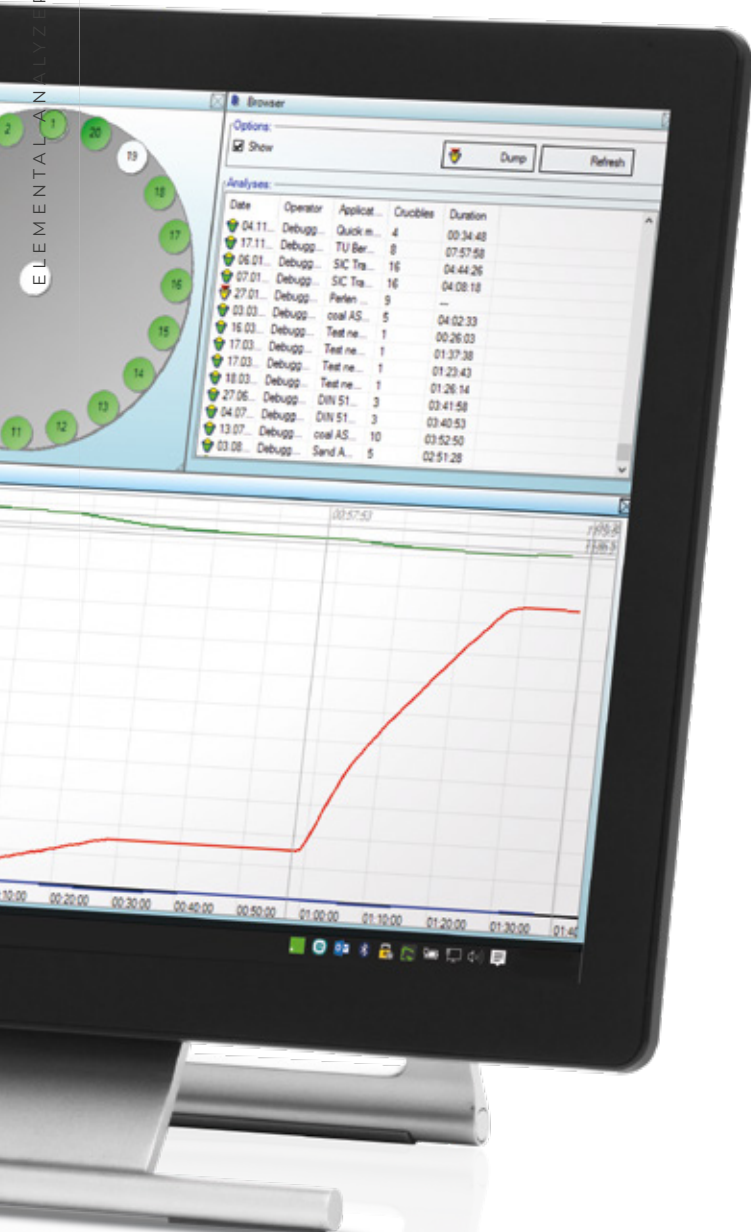 ELEMENTAL ANALYZER
2
1
20
19
18
17
16
15
14
13
12
11
Browser
Options:
Show
Dump
Refresh
Analyses:
Date Operator Applicat... Crucibles Duration
04.11... Debugg... Quick m... 4 00:34:48
17.11... Debugg... TU Ber... 8 07:57:58
06.01... Debugg... SIC Tra... 16 04:44:26
07.01... Debugg... SIC Tra... 16 04:08:18
27.01... Debugg... Perlen ... 9 ---
03.03... Debugg... coal AS... 5 04:02:33
16.03... Debugg... Test ne... 1 00:26:03
17.03... Debugg... Test ne... 1 01:37:38
17.03... Debugg... Test ne... 1 01:23:43
18.03... Debugg... Test ne... 1 01:26:14
27.06... Debugg... DIN 51... 3 03:41:58
04.07... Debugg... DIN 51... 3 03:40:53
13.07... Debugg... coal AS... 10 03:52:50
03.08... Debugg... Sand A... 5 02:51:28
00:57:53
:10:00 00:20:00 00:30:00 00:40:00 00:50:00 01:00:00 01:10:00 01:20:00 01:30:00 01:40